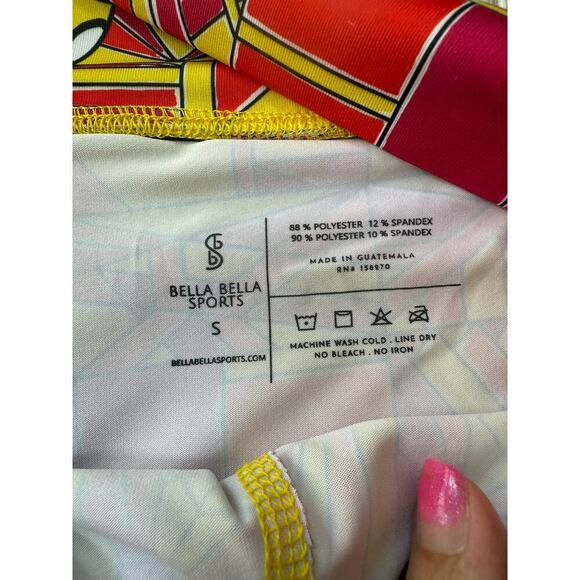 BELLA BELLA
SPORTS
S
BELLABELLASPORTS.COM
88 % POLYESTER 12 % SPANDEX
90 % POLYESTER 10 % SPANDEX
MADE IN GUATEMALA
RN# 158270
MACHINE WASH COLD . LINE DRY
NO BLEACH . NO IRON